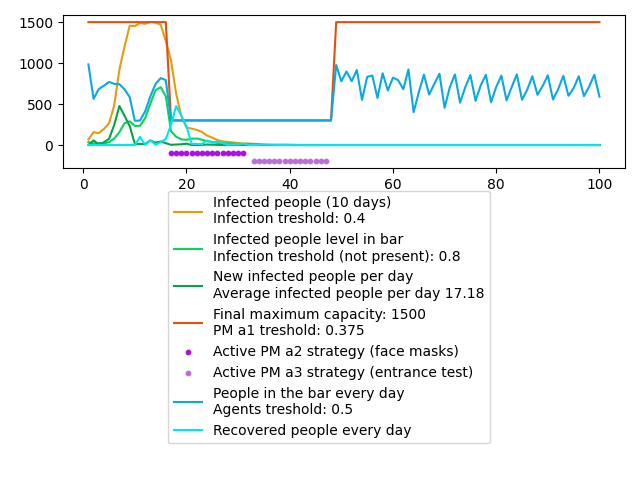 1500
1000
500
0
0 20 40 60 80 100
Infected people (10 days)
Infection treshold: 0.4
Infected people level in bar
Infection treshold (not present): 0.8
New infected people per day
Average infected people per day 17.18
Final maximum capacity: 1500
PM a1 treshold: 0.375
Active PM a2 strategy (face masks)
Active PM a3 strategy (entrance test)
People in the bar every day
Agents treshold: 0.5
Recovered people every day